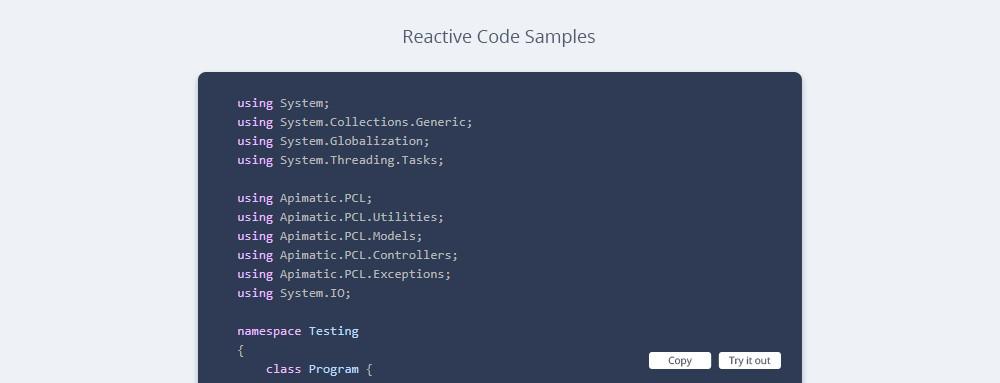 Reactive Code Samples
using System;
using System.Collections.Generic;
using System.Globalization;
using System.Threading.Tasks;
using Apimatic.PCL;
using Apimatic.PCL.Utilities;
using Apimatic.PCL.Models;
using Apimatic.PCL.Controllers;
using Apimatic.PCL.Exceptions;
using System.IO;
namespace Testing
{
class Program {
Copy
Try it out